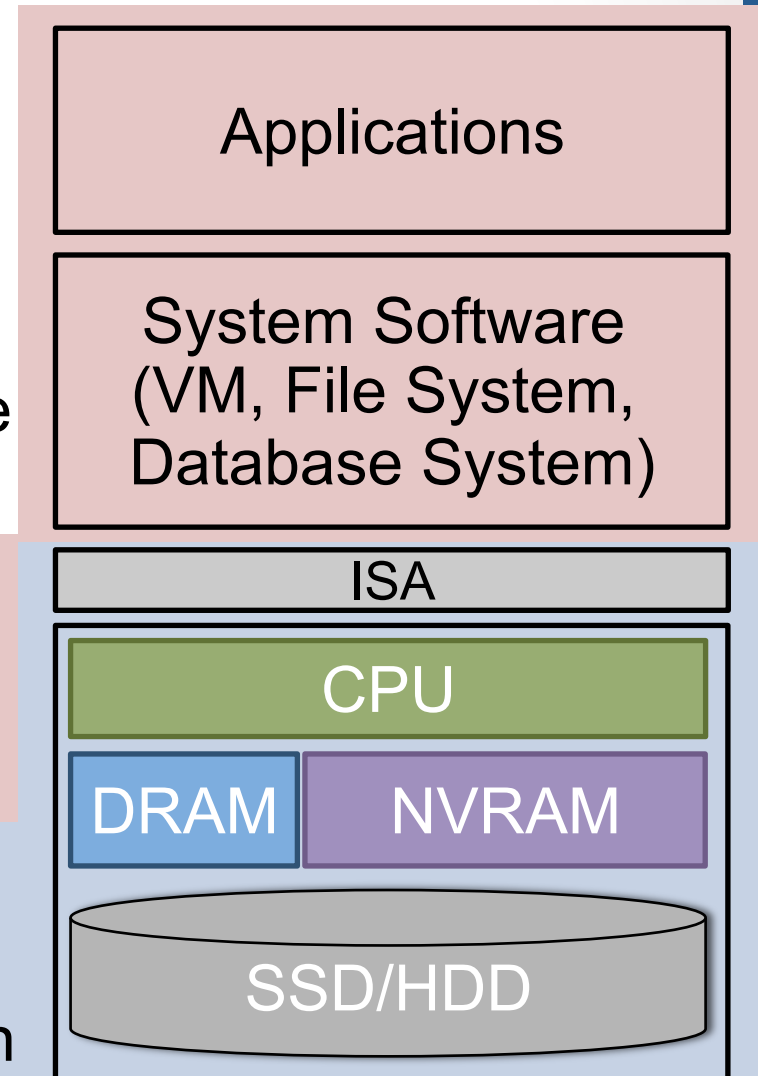 Applications
System Software
(VM, File System,
Database System)
e
ISA
CPU
DRAM NVRAM
SSD/HDD
n